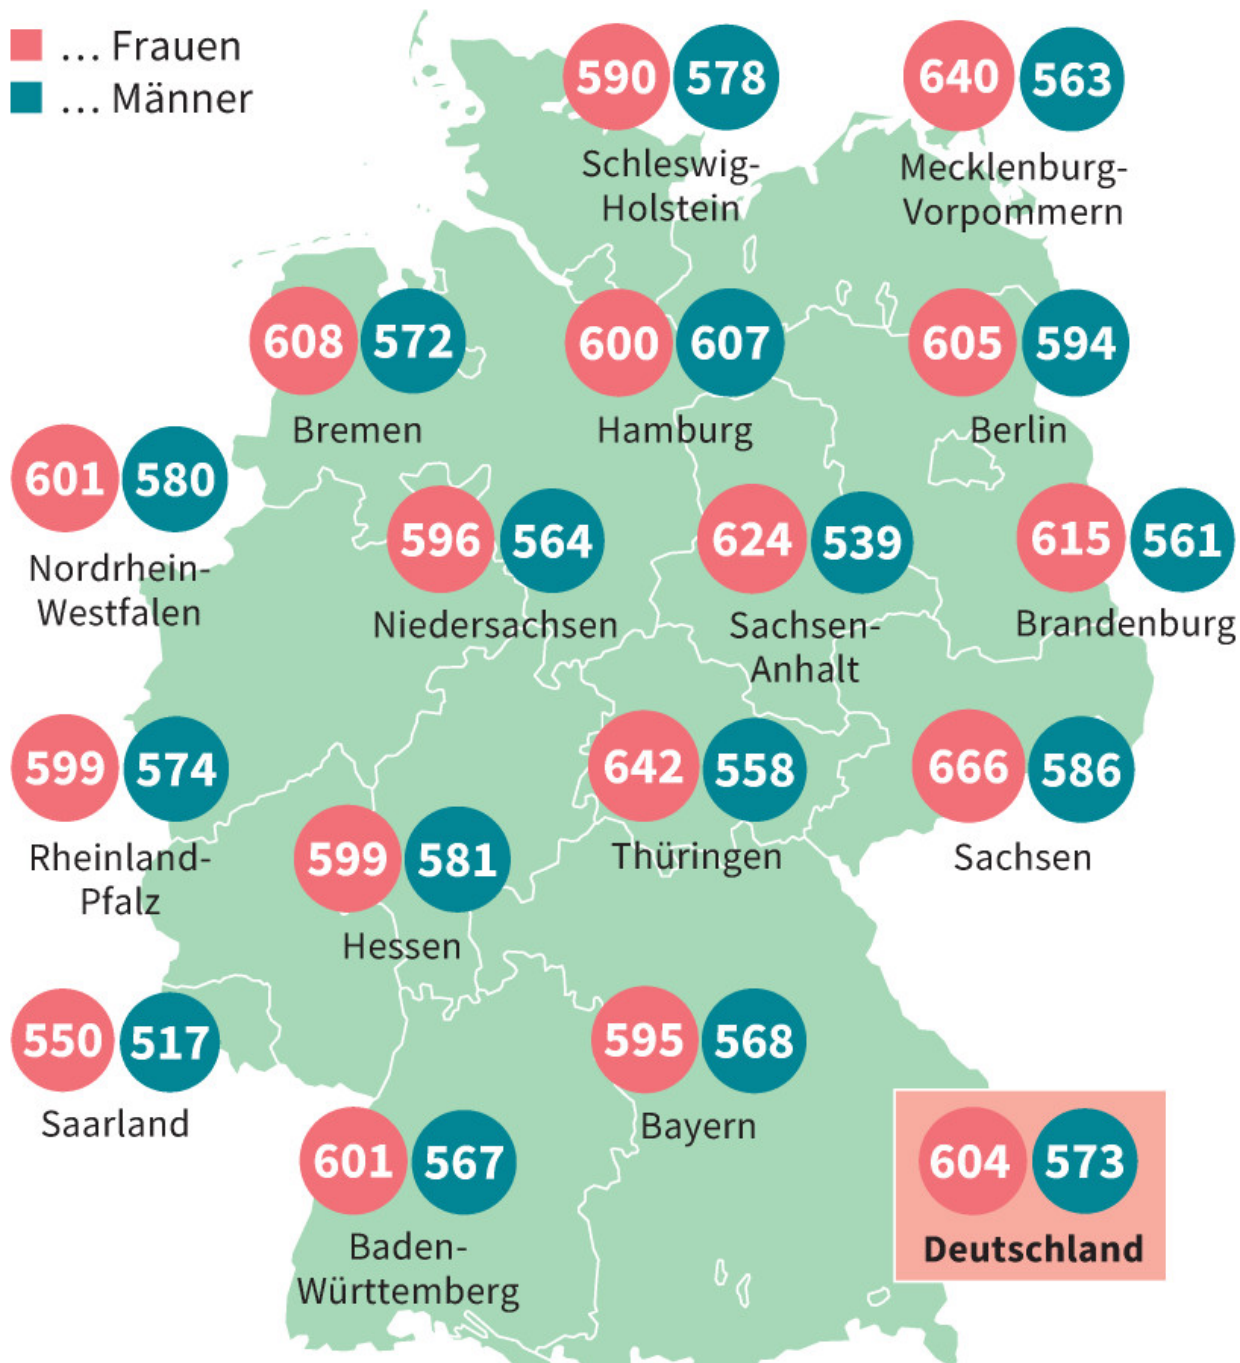 … Frauen
… Männer
590 578
Schleswig-
Holstein
640 563
Mecklenburg-
Vorpommern
608 572
Bremen
600 607
Hamburg
605 594
Berlin
601 580
Nordrhein-
Westfalen
596 564
Niedersachsen
624 539
Sachsen-
Anhalt
615 561
Brandenburg
599 574
Rheinland-
Pfalz
599 581
Hessen
642 558
Thüringen
666 586
Sachsen
550 517
Saarland
601 567
Baden-
Württemberg
595 568
Bayern
604 573
Deutschland